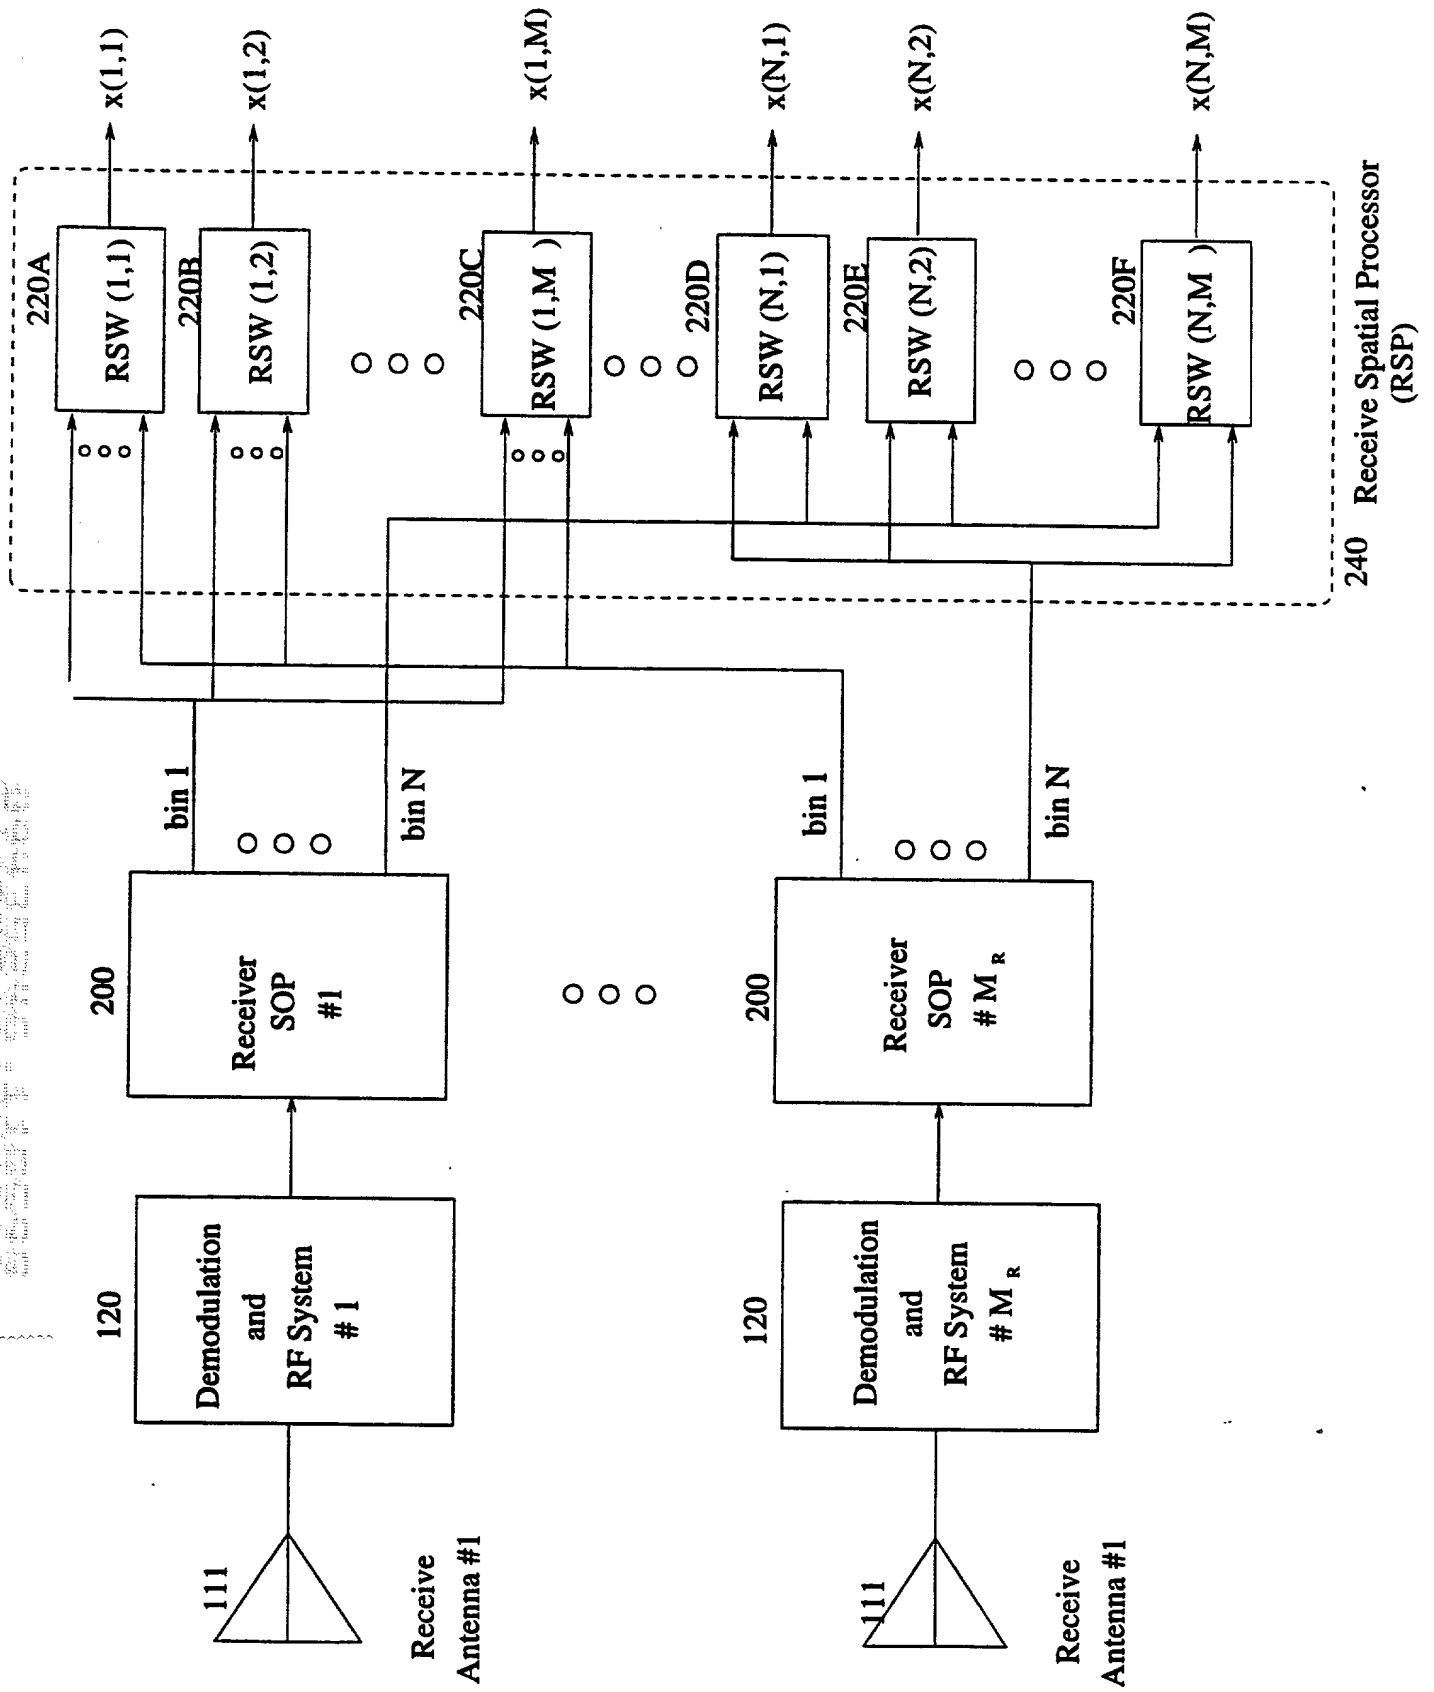 111
Receive
Antenna #1
120
Demodulation
and
RF System
# 1
200
Receiver
SOP
#1
bin 1
bin N
111
Receive
Antenna #1
120
Demodulation
and
RF System
# M R
200
Receiver
SOP
# M R
bin 1
bin N
220A
RSW (1,1)
x(1,1)
220B
RSW (1,2)
x(1,2)
220C
RSW (1,M )
x(1,M)
220D
RSW (N,1)
x(N,1)
220E
RSW (N,2)
x(N,2)
220F
RSW (N,M )
x(N,M)
240 Receive Spatial Processor
(RSP)